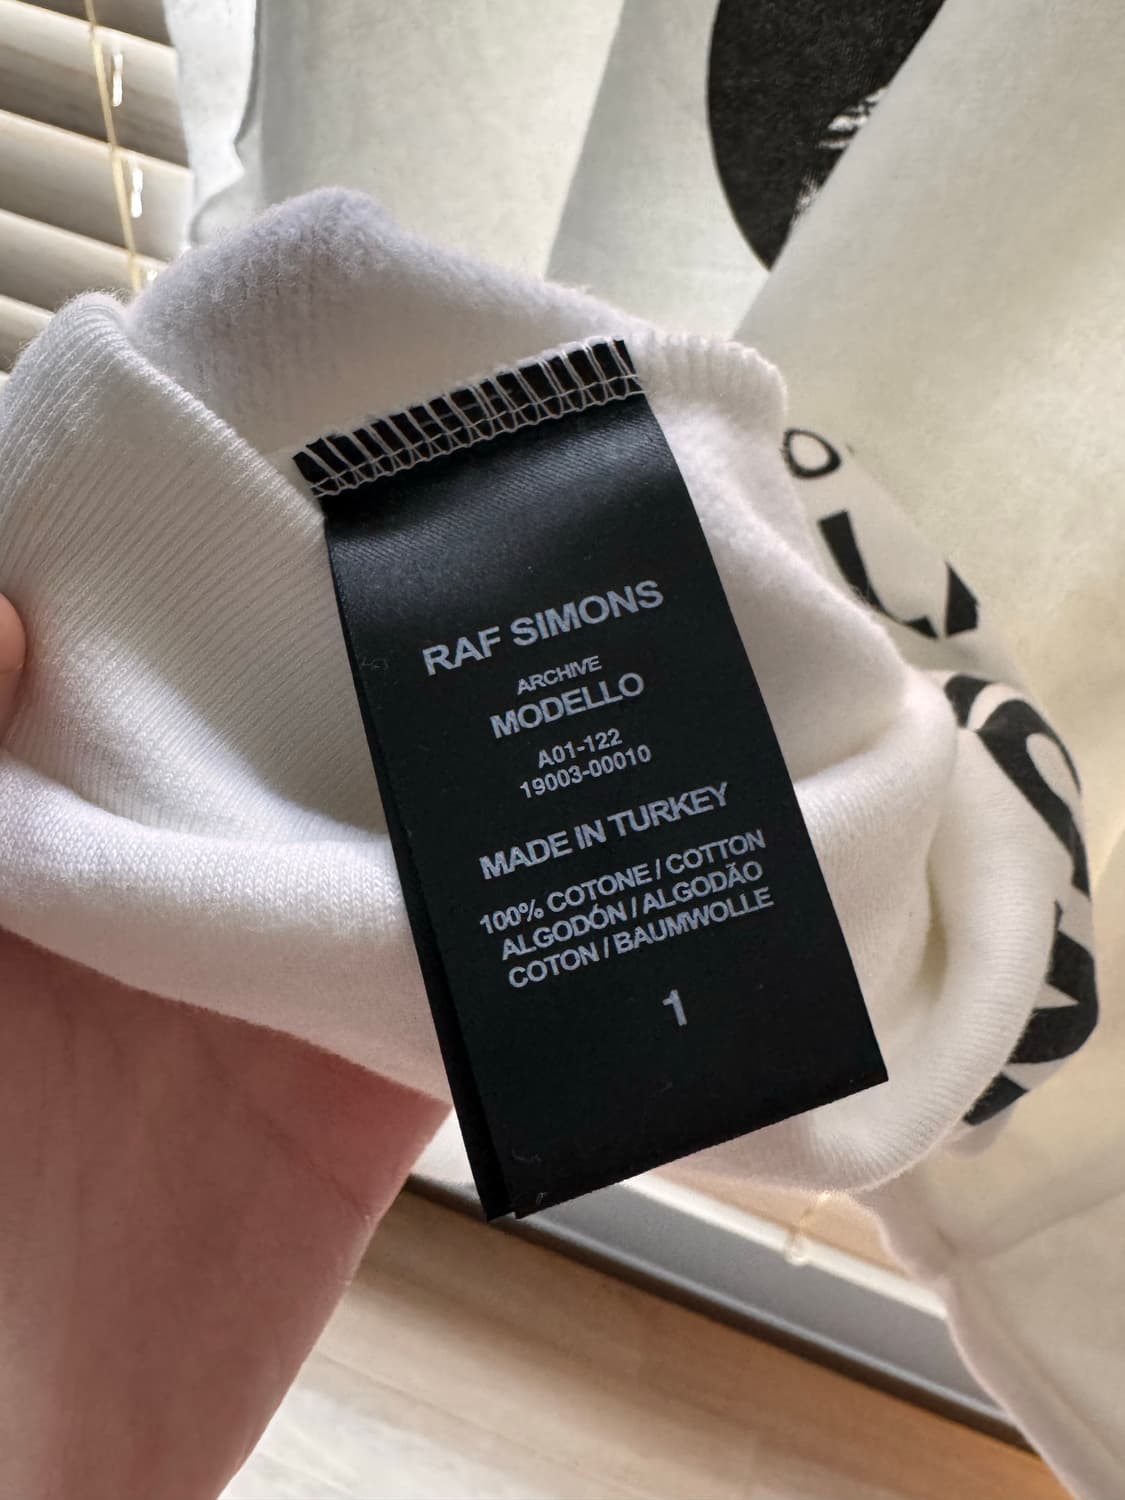 RAF SIMONS
ARCHIVE
MODELLO
A01-122
19003-00010
MADE IN TURKEY
100% COTONE / COTTON
ALGODÓN / ALGODÃO
COTON / BAUMWOLLE
1